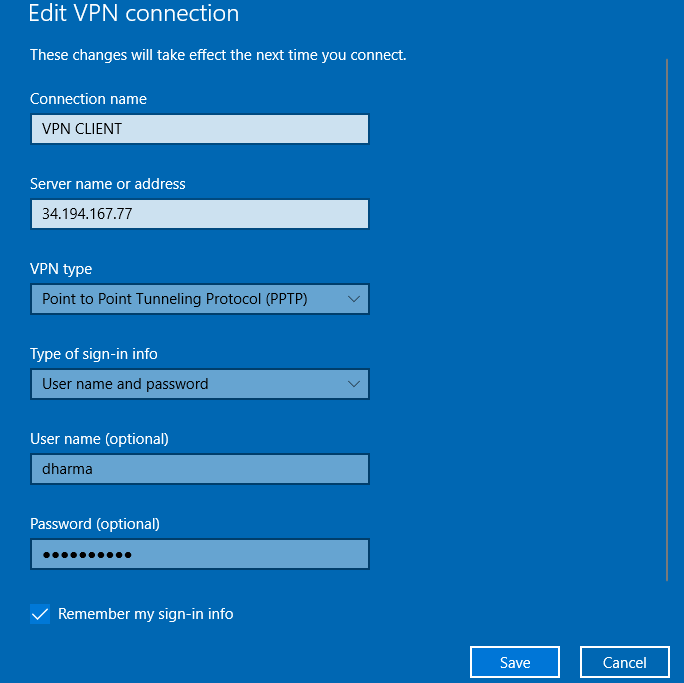 Edit VPN connection
These changes will take effect the next time you connect.
Connection name
VPN CLIENT
Server name or address
34.194.167.77
VPN type
Point to Point Tunneling Protocol (PPTP)
Type of sign-in info
User name and password
User name (optional)
dharma
Password (optional)
●●●●●●●●●●
Remember my sign-in info
Save Cancel